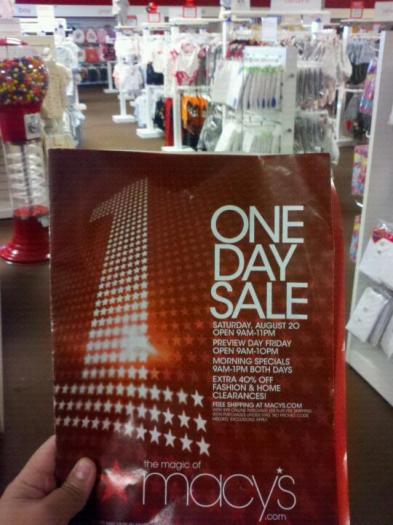 ONE
DAY
SALE
SATURDAY, AUGUST 20
OPEN 9AM-11PM
PREVIEW DAY FRIDAY
OPEN 9AM-10PM
MORNING SPECIALS
9AM-1PM BOTH DAYS
EXTRA 40% OFF
FASHION & HOME
CLEARANCES!
FREE SHIPPING AT MACYS.COM
the magic of
macy's
.com